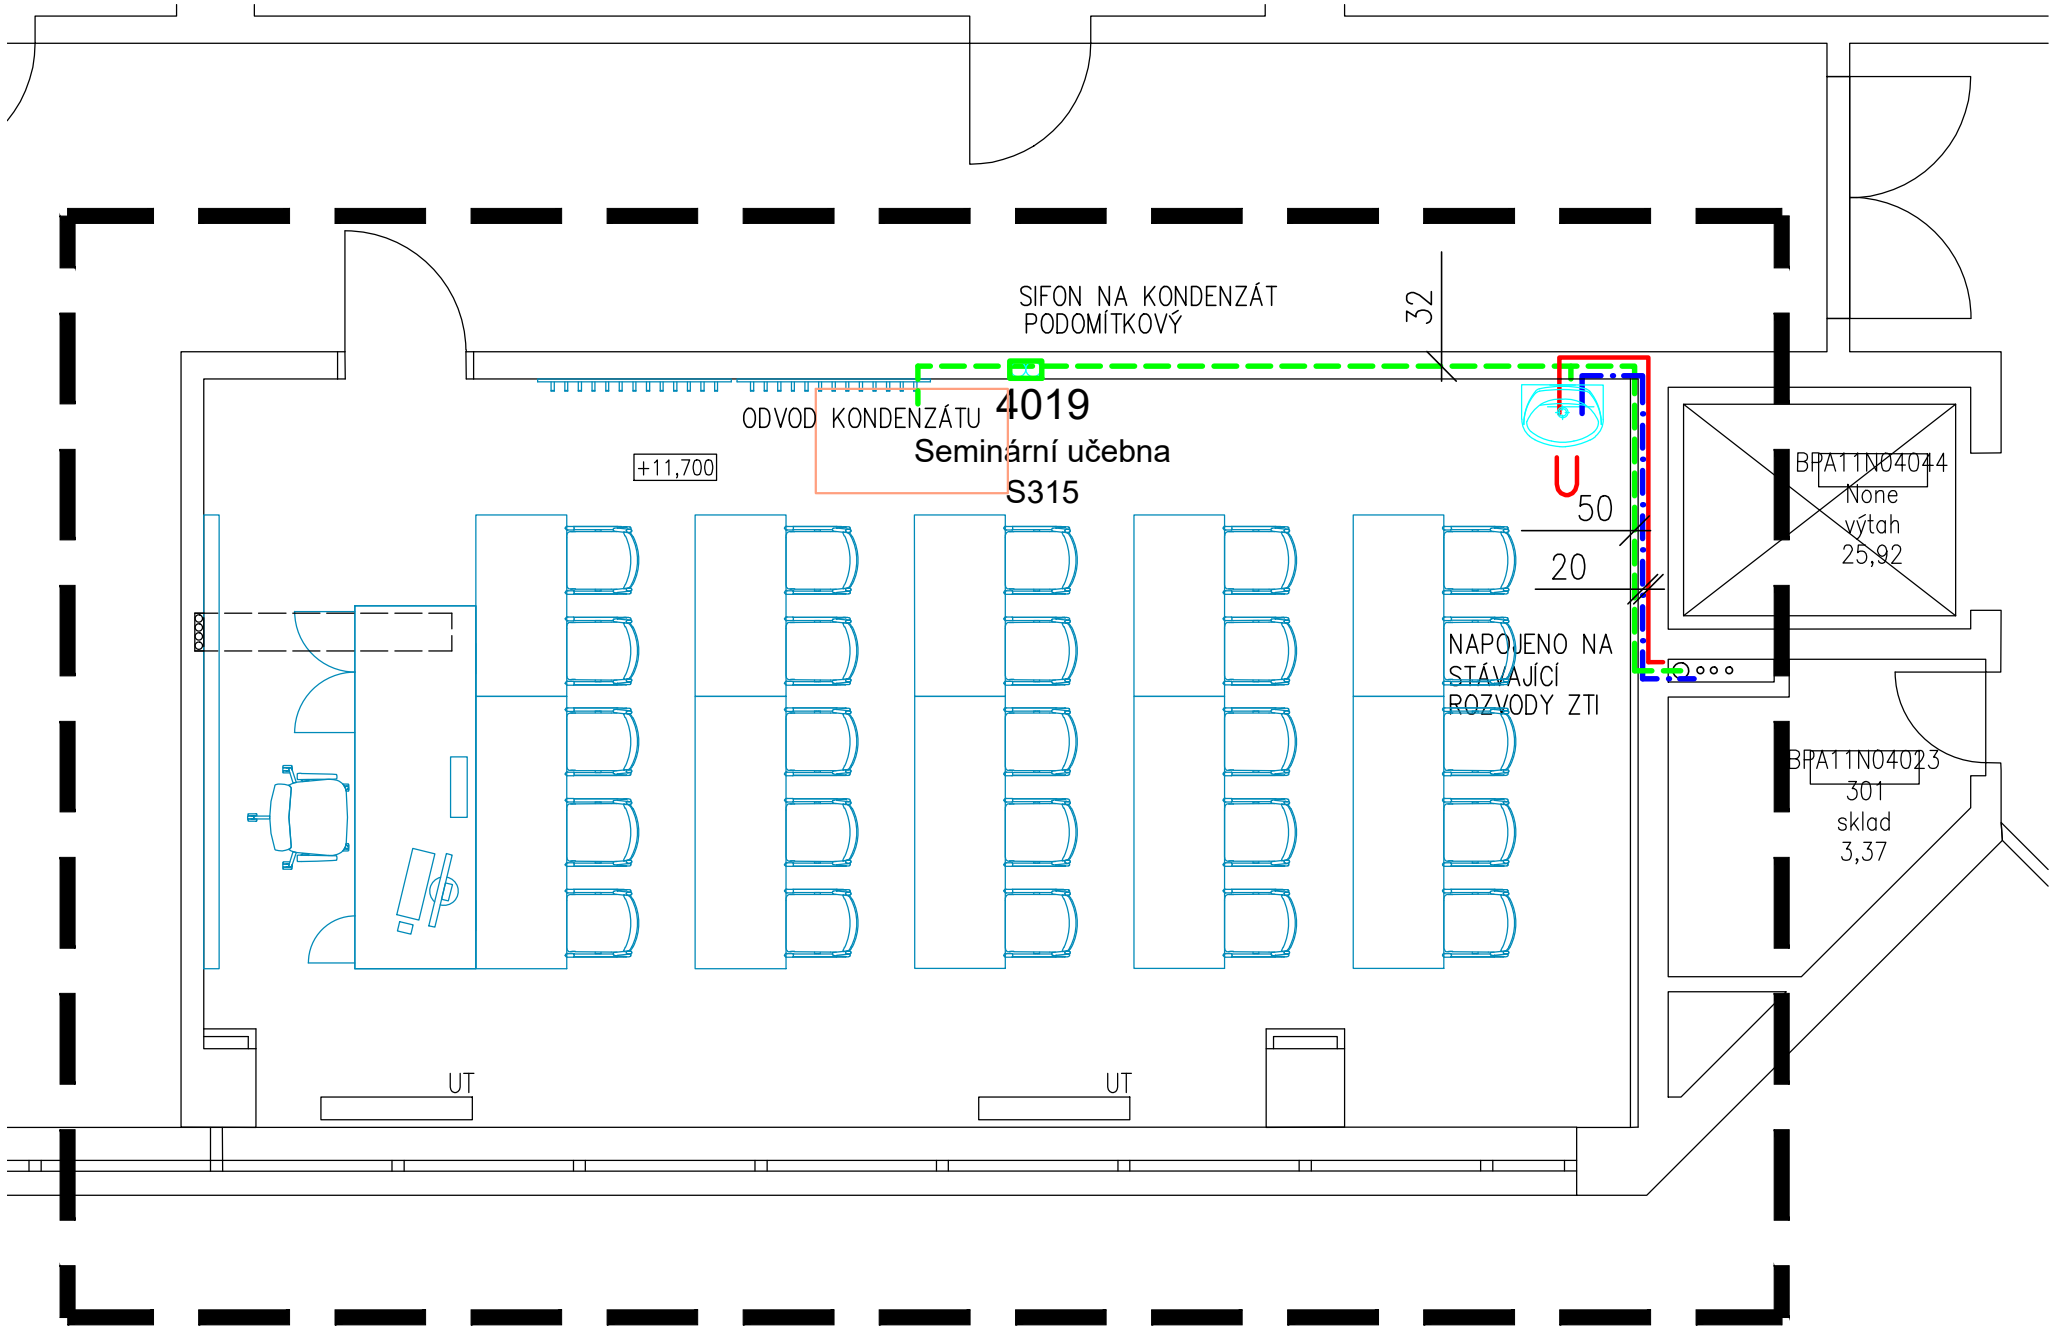 SIFON NA KONDENZÁT
PODOMÍTKOVÝ
32
ODVOD KONDENZÁTU
4019
Seminární učebna
S315
+11,700
50
20
NAPOJENO NA
STÁVAJÍCÍ
ROZVODY ZTI
BPA11N04044
None
výtah
25,92
BPA11N04023
301
sklad
3,37
UT
UT